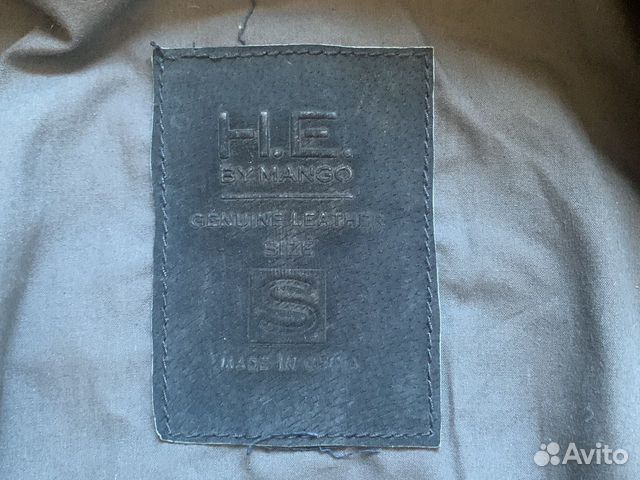 H.E.
BY MANGO
GENUINE LEATHER
SIZE
S
MADE IN
Avito